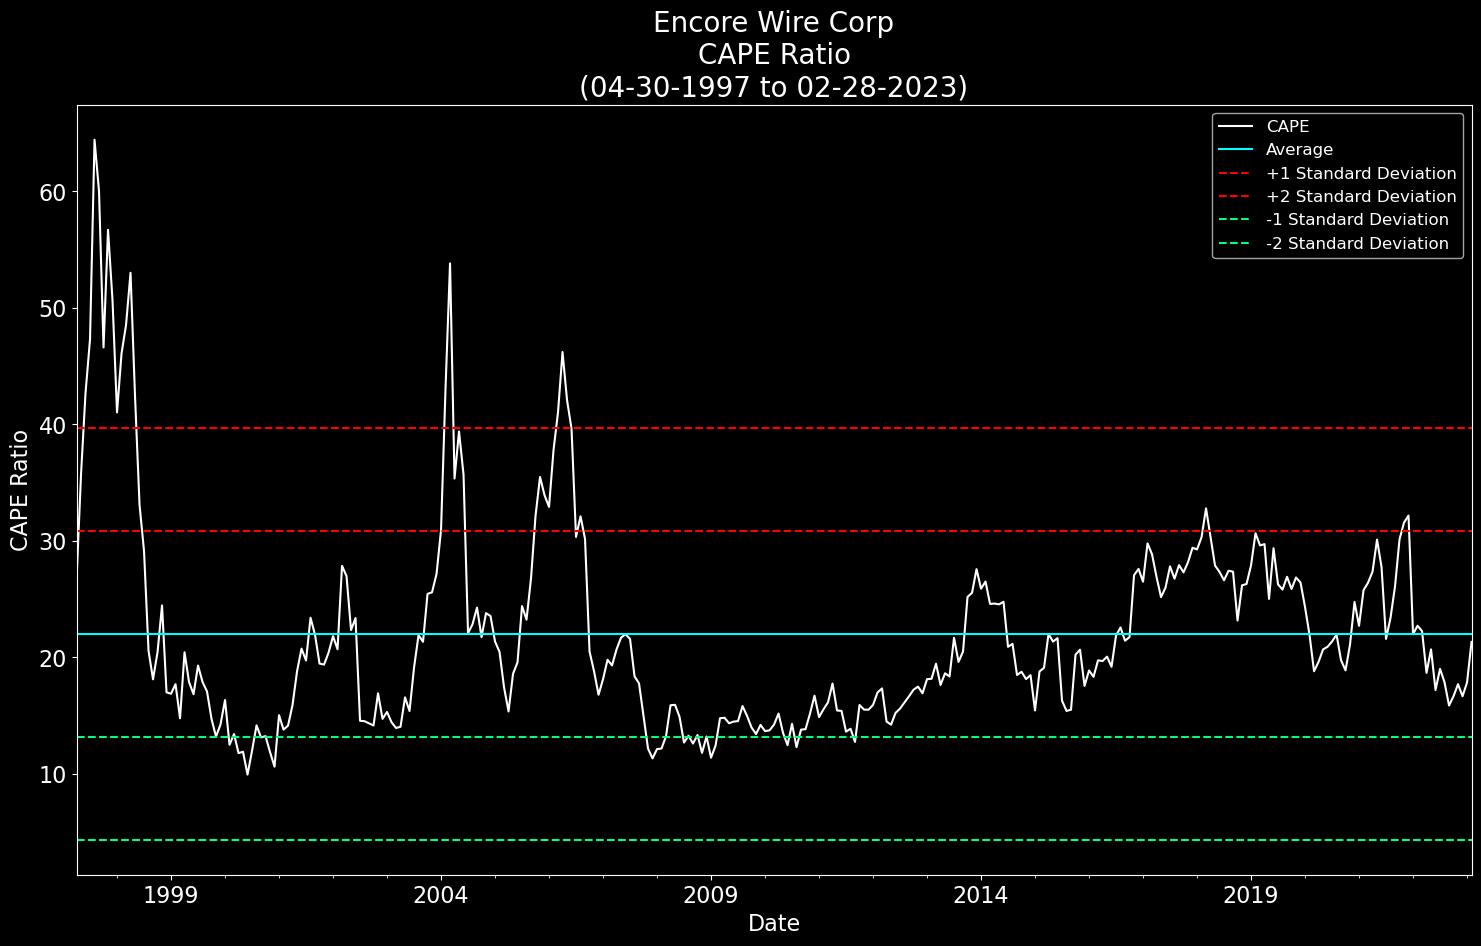 Encore Wire Corp
CAPE Ratio
(04-30-1997 to 02-28-2023)
CAPE
Average
+1 Standard Deviation
+2 Standard Deviation
-1 Standard Deviation
-2 Standard Deviation
CAPE Ratio
60
50
40
30
20
10
1999 2004 2009 2014 2019
Date